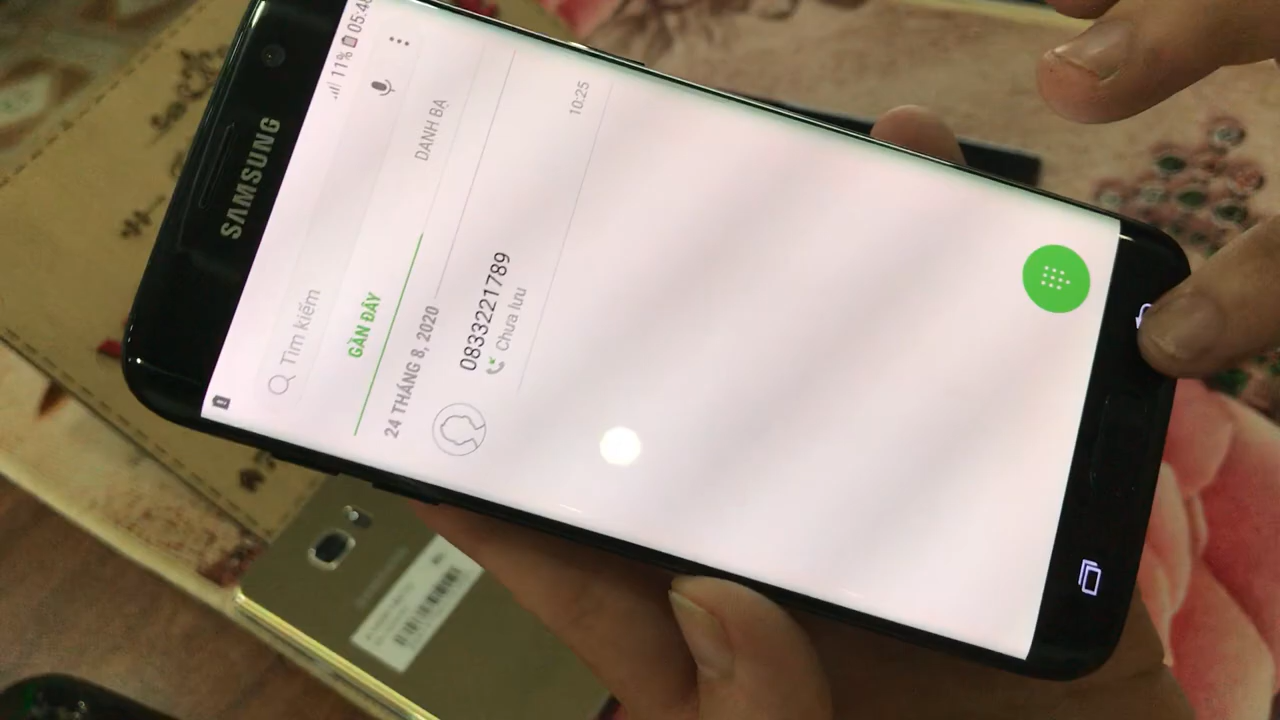 SAMSUNG
11% 05:4
Tìm kiếm
GẦN ĐÂY
DANH BẠ
24 THÁNG 8, 2020
0833221789
Chưa lưu
10:25